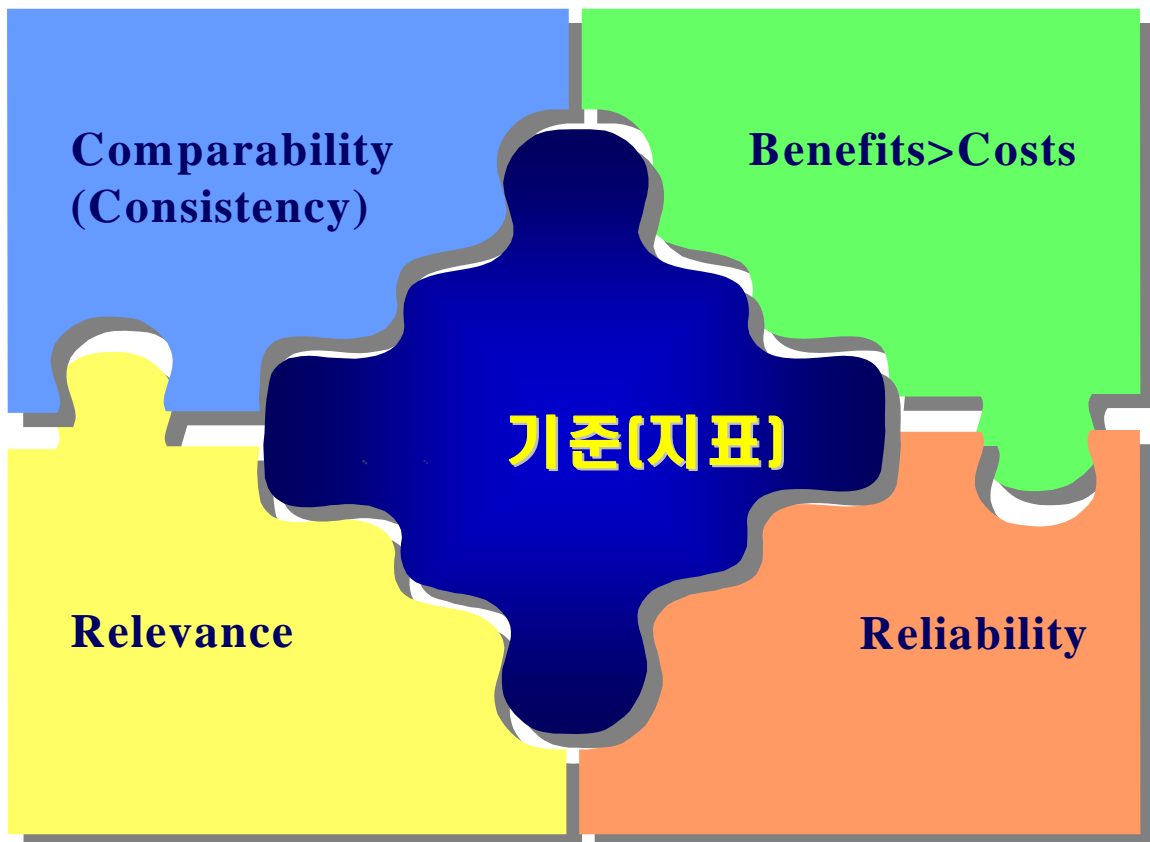 Comparability
(Consistency)
Benefits>Costs
기준(지표)
Relevance
Reliability